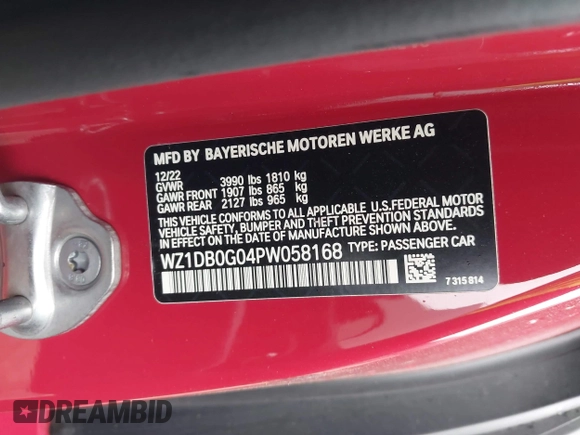 MFD BY BAYERISCHE MOTOREN WERKE AG
12/22
GVWR 3990 lbs 1810 kg
GAWR FRONT 1907 lbs 865 kg
GAWR REAR 2127 lbs 965 kg
THIS VEHICLE CONFORMS TO ALL APPLICABLE U.S.FEDERAL MOTOR
VEHICLE SAFETY, BUMPER, AND THEFT PREVENTION STANDARDS
IN EFFECT ON THE DATE OF MANUFACTURE SHOWN ABOVE.
WZ1DB0G04PW058168 TYPE: PASSENGER CAR
7 315 814
DREAMBID